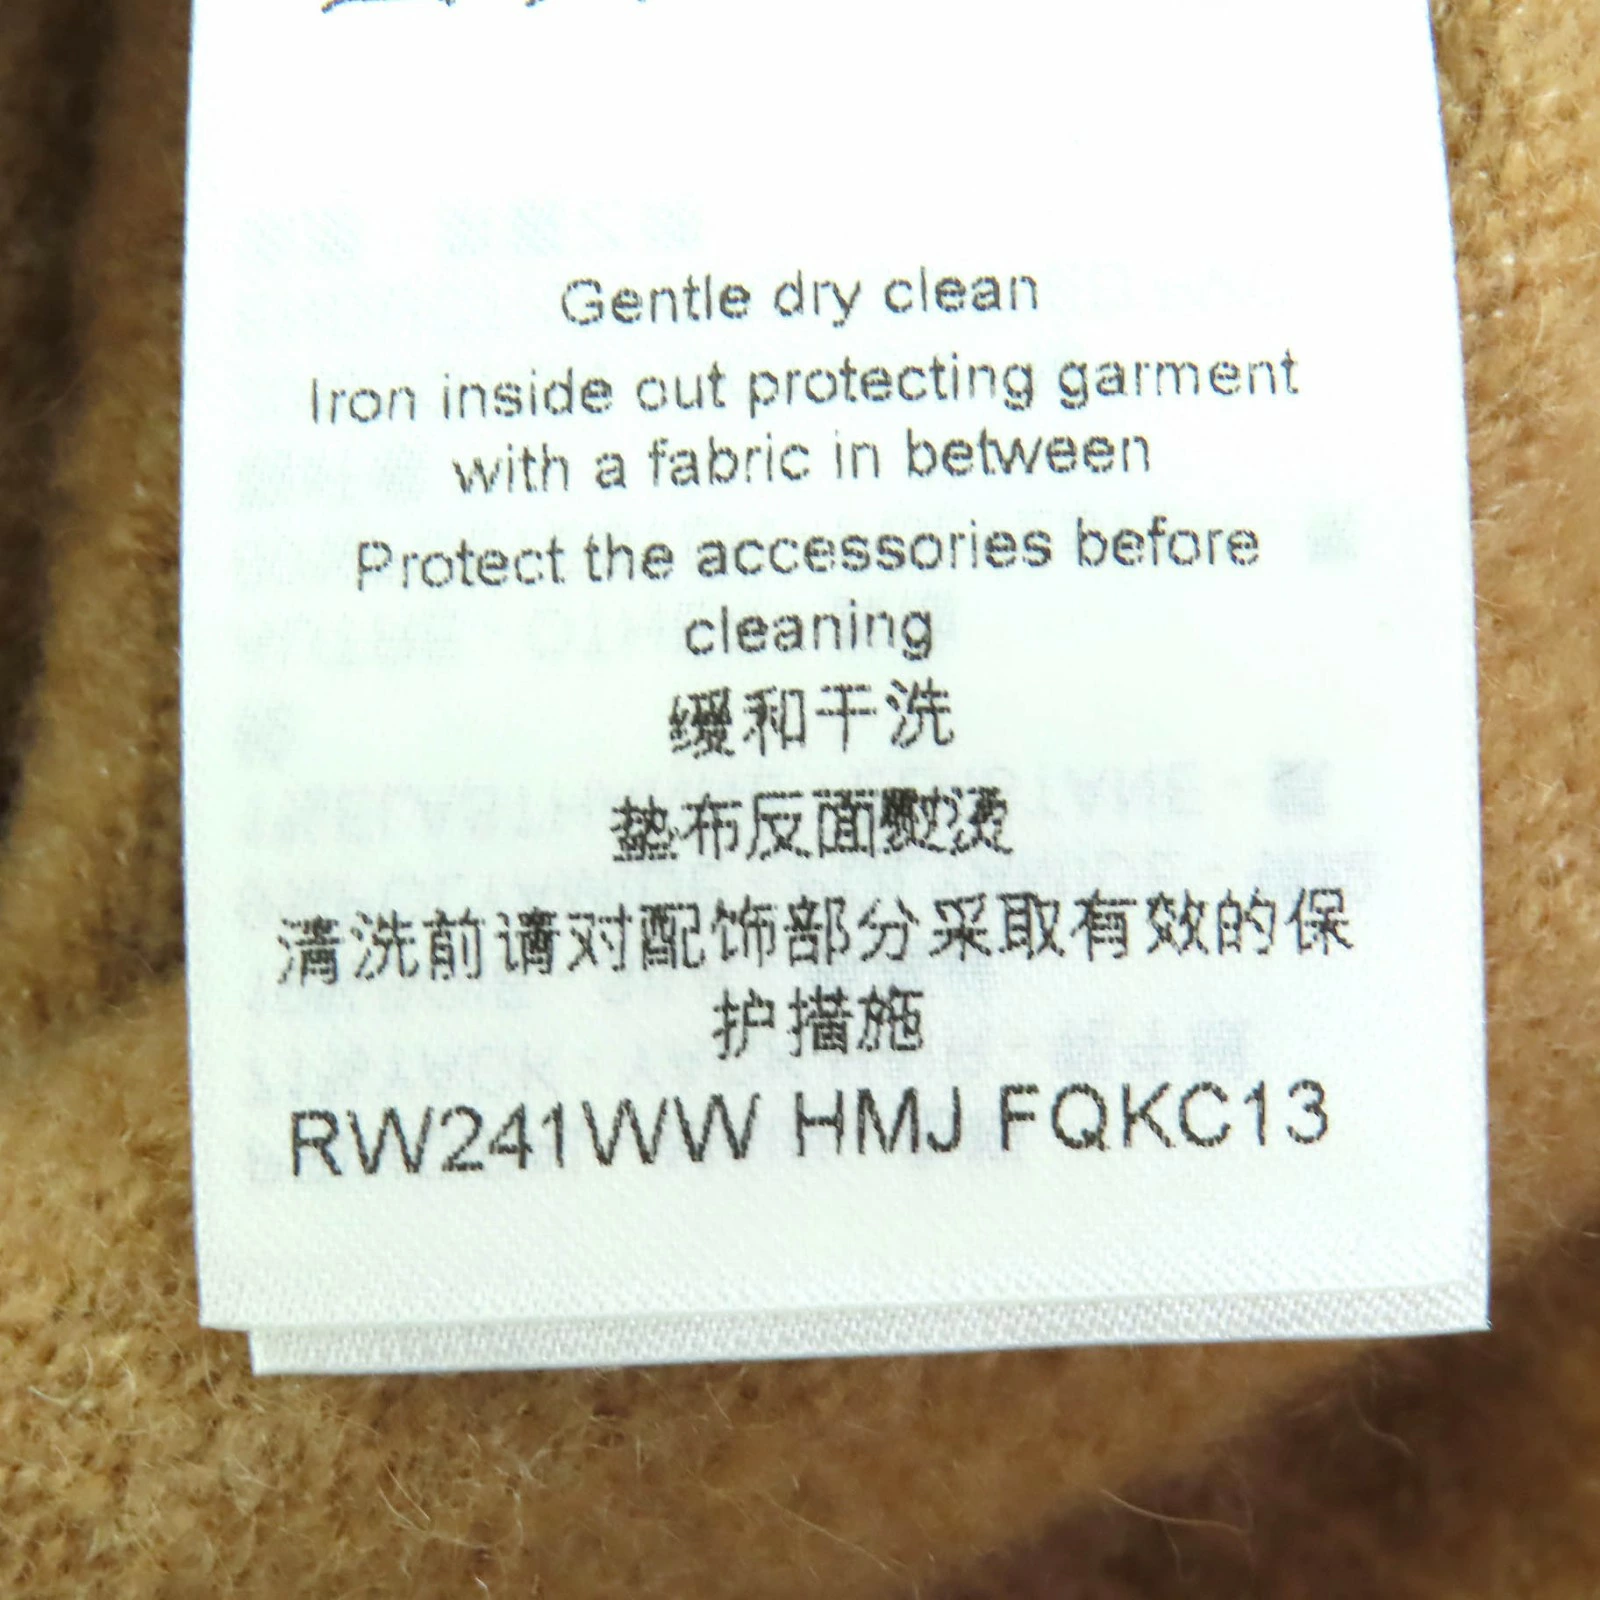 Gentle dry clean
Iron inside out protecting garment
with a fabric in between
Protect the accessories before
cleaning
缓和干洗
垫布反面熨烫
清洗前请对配饰部分采取有效的保
护措施
RW241WW HMJ FQKC13